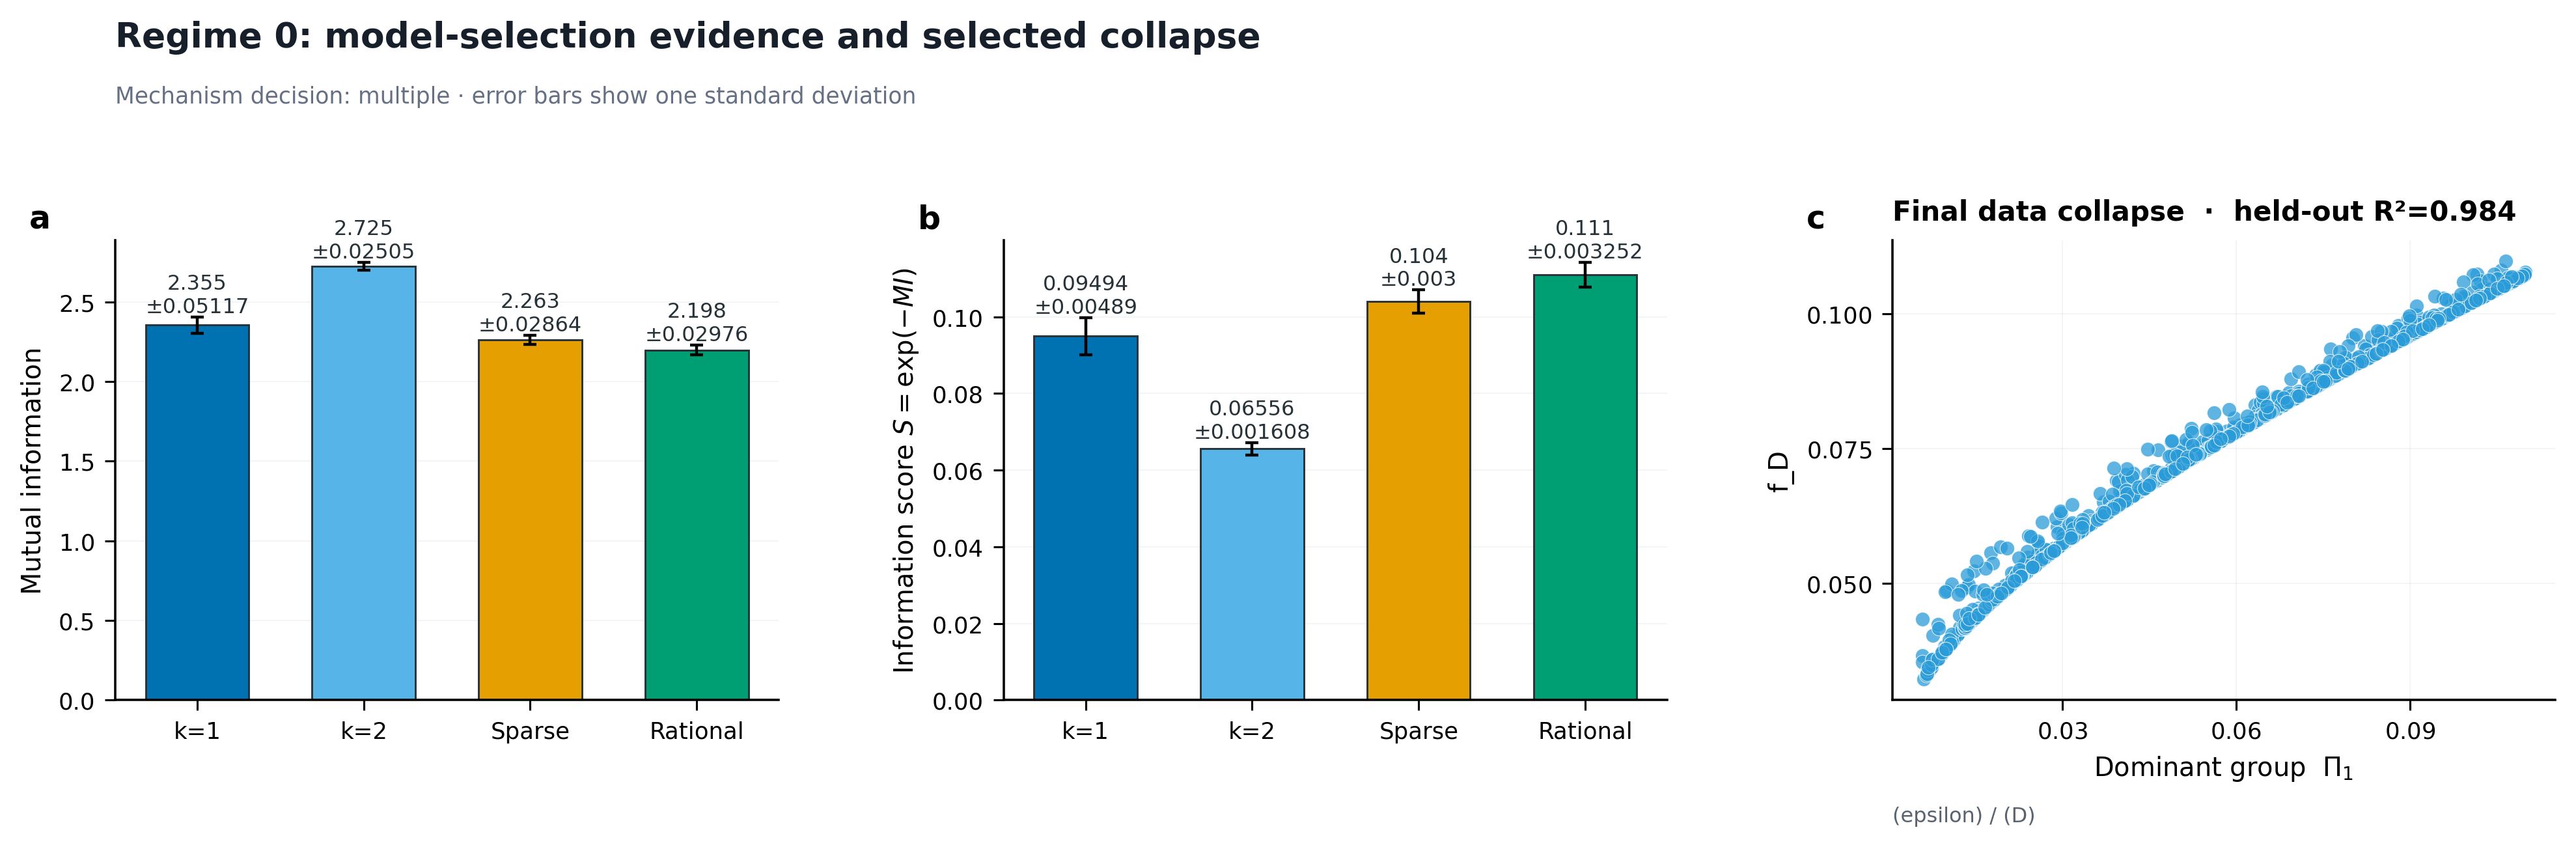 Regime 0: model-selection evidence and selected collapse
Mechanism decision: multiple · error bars show one standard deviation
a
Mutual information
2.5
2.0
1.5
1.0
0.5
0.0
2.355
±0.05117
2.725
±0.02505
2.263
±0.02864
2.198
±0.02976
k=1
k=2
Sparse
Rational
b
Information score S = exp(−MI)
0.10
0.08
0.06
0.04
0.02
0.00
0.09494
±0.00489
0.06556
±0.001608
0.104
±0.003
0.111
±0.003252
k=1
k=2
Sparse
Rational
c
Final data collapse · held-out R²=0.984
f_D
0.100
0.075
0.050
0.03
0.06
0.09
Dominant group Π₁
(epsilon) / (D)